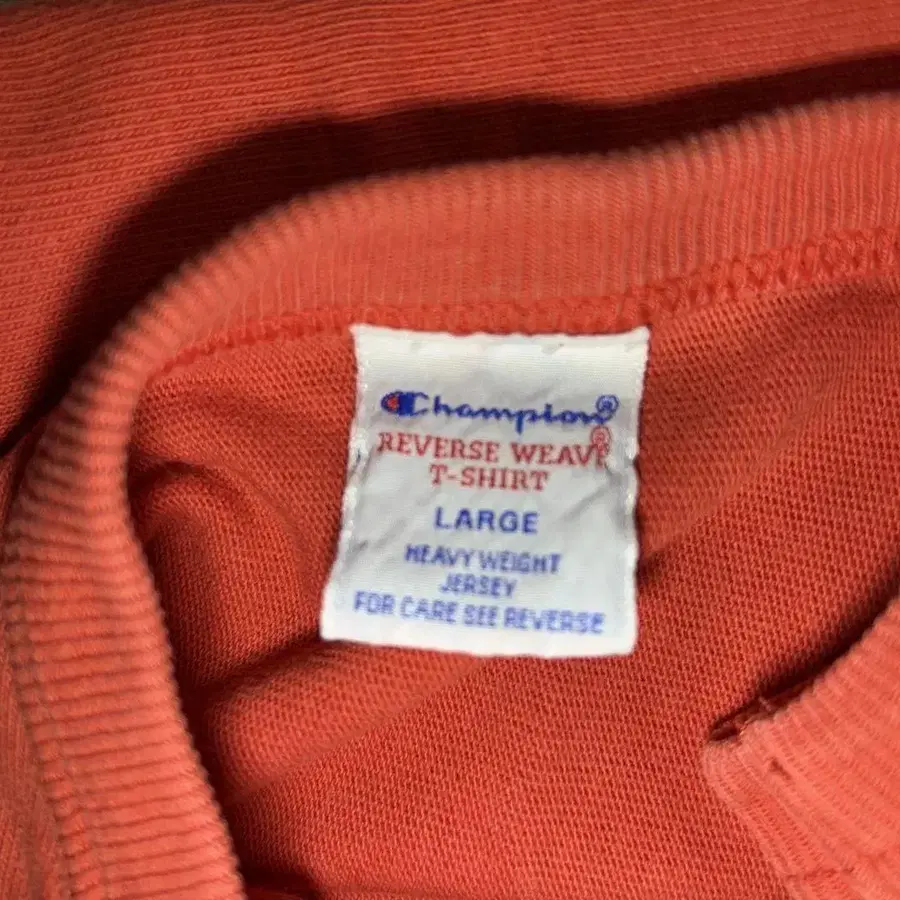 Champion®
REVERSE WEAVE®
T-SHIRT
LARGE
HEAVY WEIGHT
JERSEY
FOR CARE SEE REVERSE